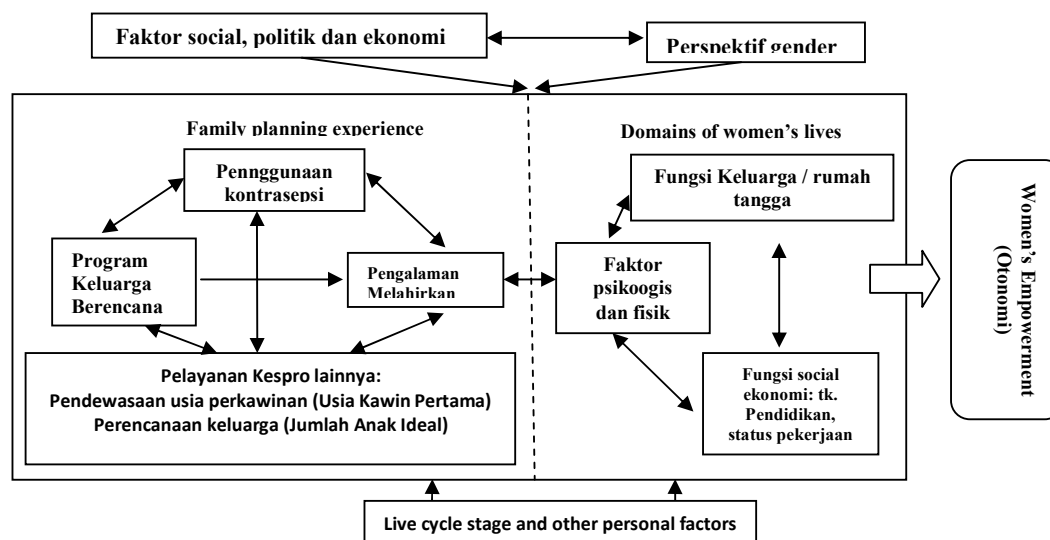 Faktor social, politik dan ekonomi
Perspektif gender
Family planning experience
Domains of women's lives
Pennggunaan
kontrasepsi
Fungsi Keluarga / rumah
tangga
Program
Keluarga
Berencana
Pengalaman
Melahirkan
Faktor
psikoogis
dan fisik
Pelayanan Kespro lainnya:
Pendewasaan usia perkawinan (Usia Kawin Pertama)
Perencanaan keluarga (Jumlah Anak Ideal)
Fungsi social
ekonomi: tk.
Pendidikan,
status pekerjaan
Women's Empowerment
(Otonomi)
Live cycle stage and other personal factors